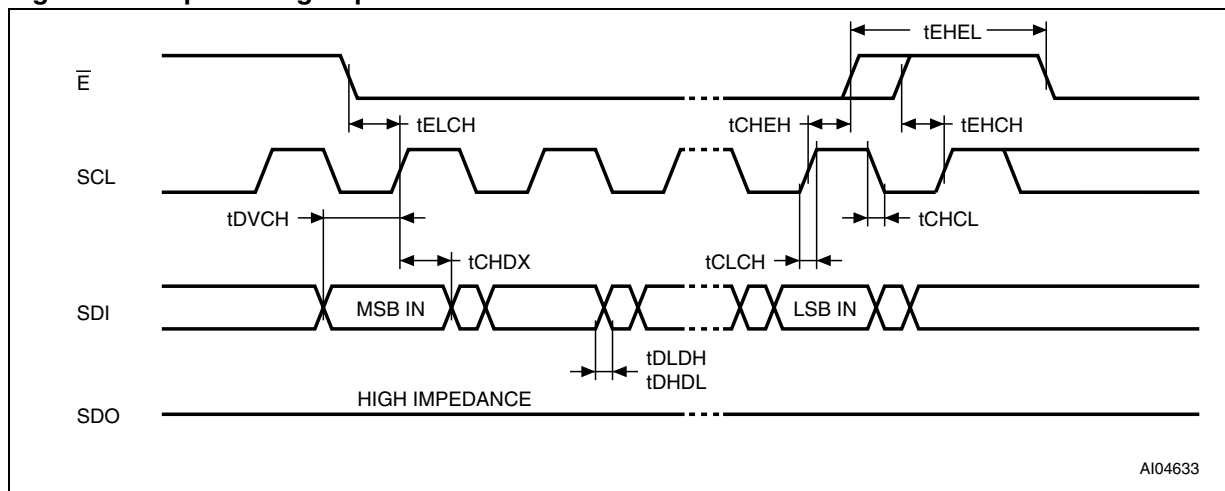 tEHEL
E
tELCH
tCHEH
tEHCH
SCL
tDVCH
tCHCL
tCHDX
tCLCH
SDI
MSB IN
LSB IN
tDLDH
tDHDL
HIGH IMPEDANCE
SDO
AI04633